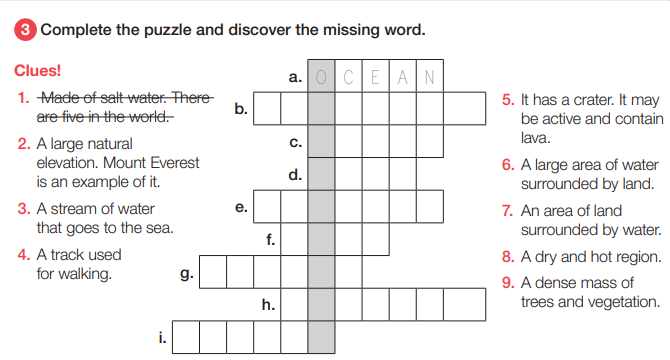 3 Complete the puzzle and discover the missing word.
Clues!
1. Made of salt water. There
are five in the world.
2. A large natural
elevation. Mount Everest
is an example of it.
3. A stream of water
that goes to the sea.
4. A track used
for walking.
a. O C E A N
b.
c.
d.
e.
f.
g.
h.
i.
5. It has a crater. It may
be active and contain
lava.
6. A large area of water
surrounded by land.
7. An area of land
surrounded by water.
8. A dry and hot region.
9. A dense mass of
trees and vegetation.